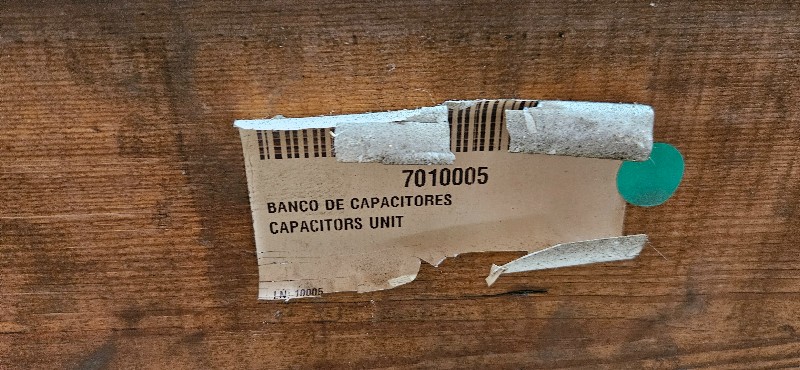 7010005
BANCO DE CAPACITORES
CAPACITORS UNIT
LN: 10005